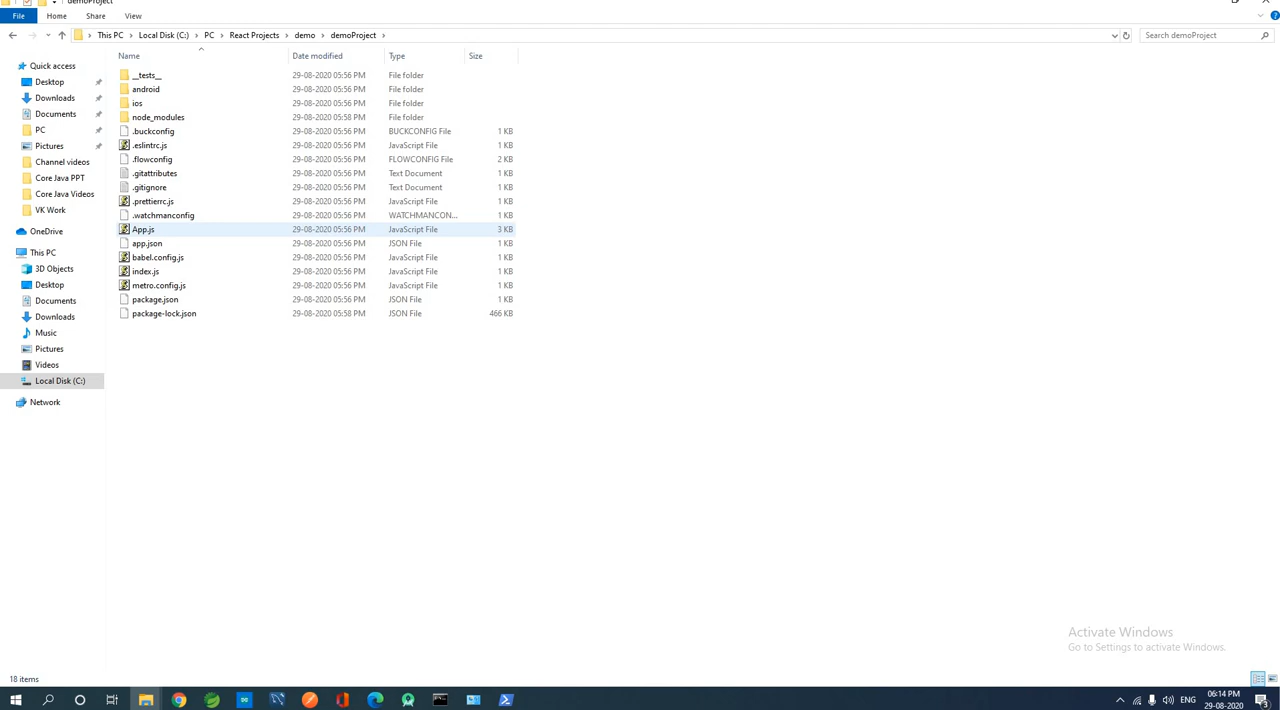 demoProject
File Home Share View
This PC Local Disk (C:) PC React Projects demo demoProject Search demoProject
Name Date modified Type Size
Quick access
Desktop
Downloads
Documents
PC
Pictures
Channel videos
Core Java PPT
Core Java Videos
VK Work
OneDrive
This PC
3D Objects
Desktop
Documents
Downloads
Music
Pictures
Videos
Local Disk (C:)
Network
__tests__ 29-08-2020 05:56 PM File folder
android 29-08-2020 05:56 PM File folder
ios 29-08-2020 05:56 PM File folder
node_modules 29-08-2020 05:58 PM File folder
.buckconfig 29-08-2020 05:56 PM BUCKCONFIG File 1 KB
.eslintrc.js 29-08-2020 05:56 PM JavaScript File 1 KB
.flowconfig 29-08-2020 05:56 PM FLOWCONFIG File 2 KB
.gitattributes 29-08-2020 05:56 PM Text Document 1 KB
.gitignore 29-08-2020 05:56 PM Text Document 1 KB
.prettierrc.js 29-08-2020 05:56 PM JavaScript File 1 KB
.watchmanconfig 29-08-2020 05:56 PM WATCHMANCON... 1 KB
App.js 29-08-2020 05:56 PM JavaScript File 3 KB
app.json 29-08-2020 05:56 PM JSON File 1 KB
babel.config.js 29-08-2020 05:56 PM JavaScript File 1 KB
index.js 29-08-2020 05:56 PM JavaScript File 1 KB
metro.config.js 29-08-2020 05:56 PM JavaScript File 1 KB
package.json 29-08-2020 05:56 PM JSON File 1 KB
package-lock.json 29-08-2020 05:58 PM JSON File 466 KB
Activate Windows
Go to Settings to activate Windows.
18 items
ENG 06:14 PM
29-08-2020 3